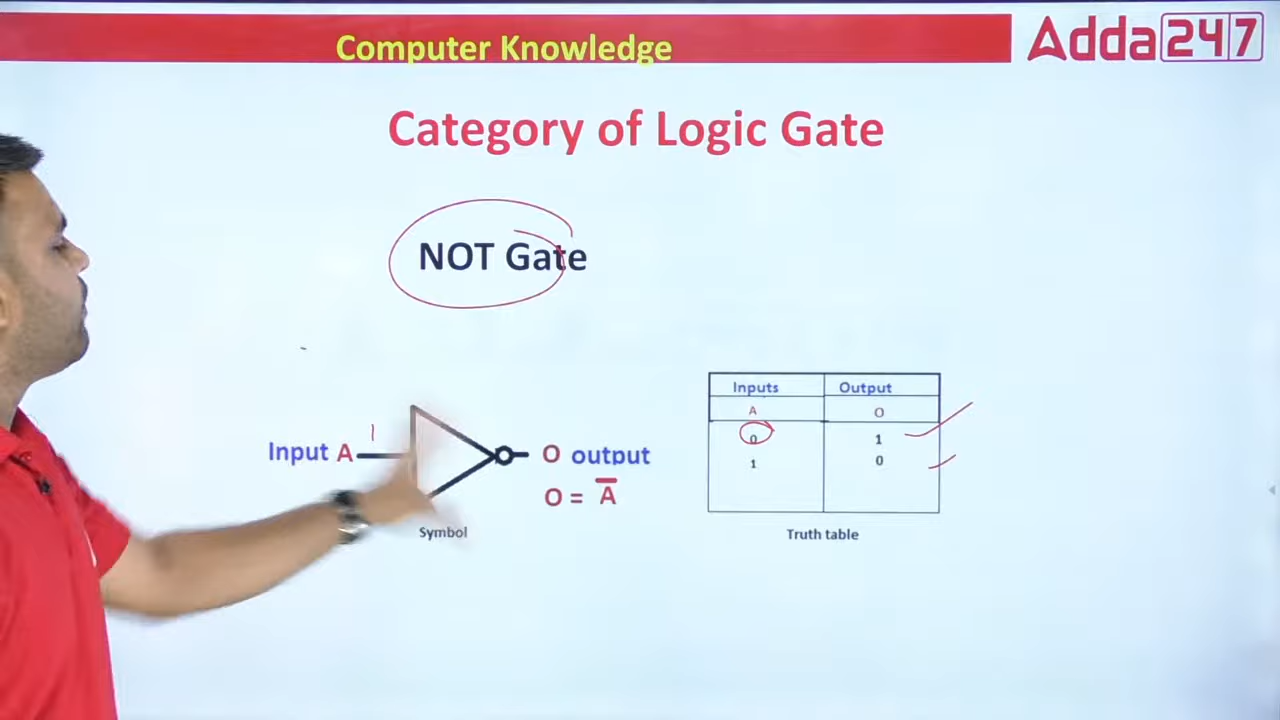 Computer Knowledge
Adda247
Category of Logic Gate
NOT Gate
1
Input A
O output
O = A̅
Symbol
Inputs Output
A O
0 1
1 0
Truth table